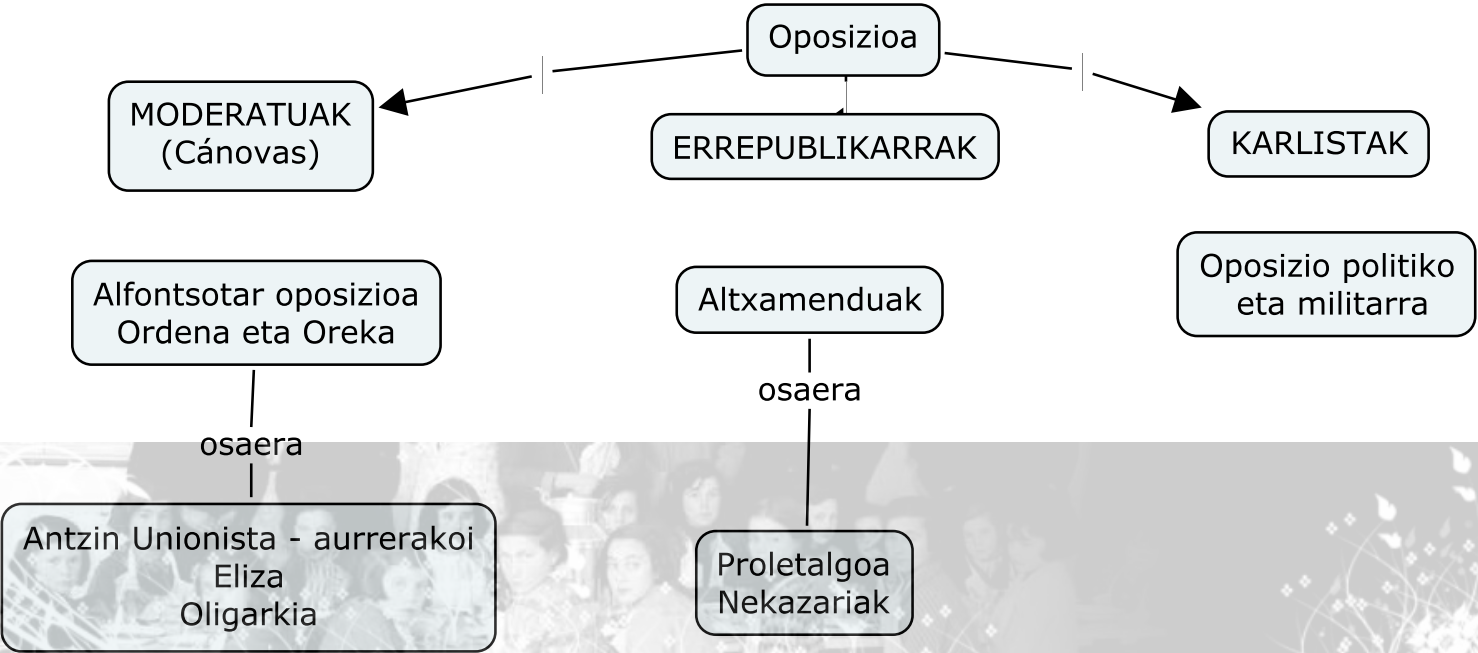 Oposizioa
MODERATUAK
(Cánovas)
ERREPUBLIKARRAK
KARLISTAK
Alfontsotar oposizioa
Ordena eta Oreka
Altxamenduak
Oposizio politiko
eta militarra
osaera
osaera
Antzin Unionista - aurrerakoi
Eliza
Oligarkia
Proletalgoa
Nekazariak